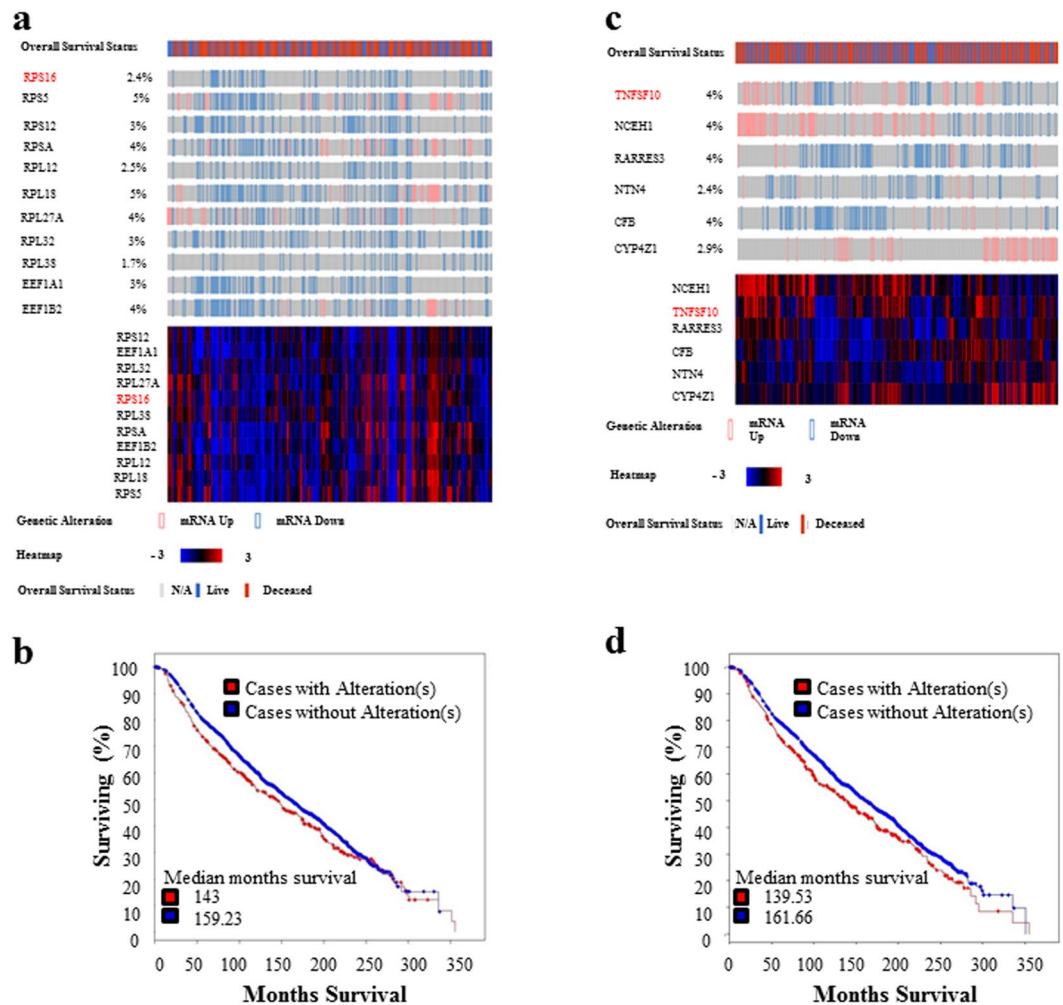 a
Overall Survival Status
RPS16 2.4%
RPS5 5%
RPS12 3%
RPSA 4%
RPL12 2.5%
RPL18 5%
RPL27A 4%
RPL32 3%
RPL38 1.7%
EEF1A1 3%
EEF1B2 4%
RPS12
EEF1A1
RPL32
RPL27A
RPS16
RPL38
RPSA
EEF1B2
RPL12
RPL18
RPS5
Genetic Alteration mRNA Up mRNA Down
Heatmap - 3 3
Overall Survival Status N/A Live Deceased
c
Overall Survival Status
TNFSF10 4%
NCEH1 4%
RARRES3 4%
NTN4 2.4%
CFB 4%
CYP4Z1 2.9%
NCEH1
TNFSF10
RARRES3
CFB
NTN4
CYP4Z1
Genetic Alteration mRNA Up mRNA Down
Heatmap - 3 3
Overall Survival Status N/A Live Deceased
b
100
90
80
70
60
50
40
30
20
10
0
Surviving (%)
Cases with Alteration(s)
Cases without Alteration(s)
Median months survival
143
159.23
0 50 100 150 200 250 300 350
Months Survival
d
100
90
80
70
60
50
40
30
20
10
0
Surviving (%)
Cases with Alteration(s)
Cases without Alteration(s)
Median months survival
139.53
161.66
0 50 100 150 200 250 300 350
Months Survival